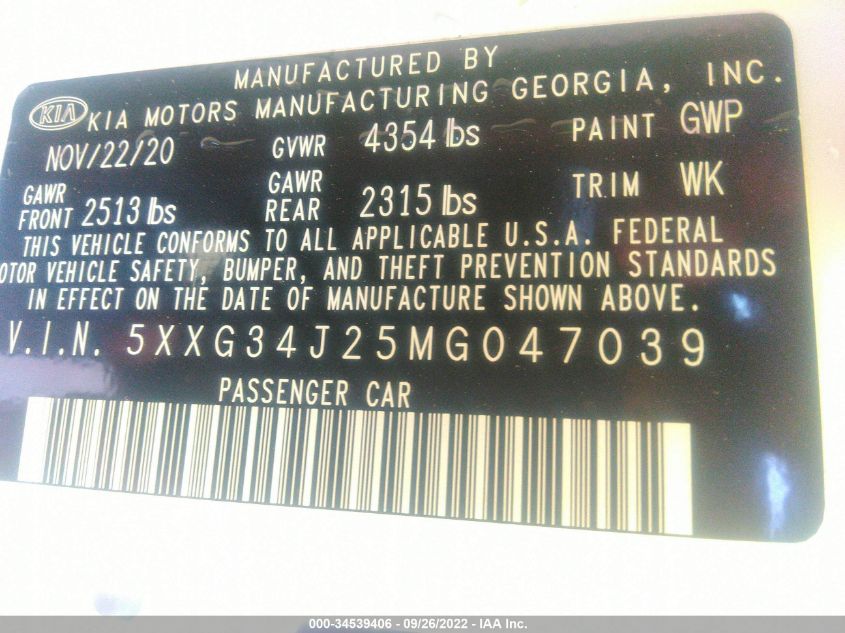 MANUFACTURED BY
KIA KIA MOTORS MANUFACTURING GEORGIA, INC.
NOV/22/20 GVWR 4354 lbs PAINT GWP
GAWR FRONT 2513 lbs GAWR REAR 2315 lbs TRIM WK
THIS VEHICLE CONFORMS TO ALL APPLICABLE U.S.A. FEDERAL
OTOR VEHICLE SAFETY, BUMPER, AND THEFT PREVENTION STANDARDS
IN EFFECT ON THE DATE OF MANUFACTURE SHOWN ABOVE.
V.I.N. 5XXG34J25MG047039
PASSENGER CAR
000-34539406 - 09/26/2022 - IAA Inc.